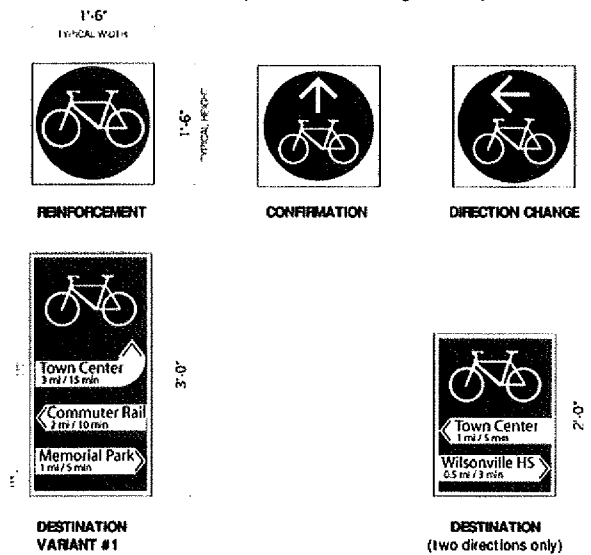 1'-6"
TYPICAL WIDTH
1'-6"
TYPICAL HEIGHT
REINFORCEMENT
CONFIRMATION
DIRECTION CHANGE
Town Center
3 mi / 15 min
Commuter Rail
2 mi / 10 min
Memorial Park
1 mi / 5 min
3'-0"
DESTINATION
VARIANT #1
Town Center
1 mi / 5 min
Wilsonville HS
0.5 mi / 3 min
2'-0"
DESTINATION
(two directions only)